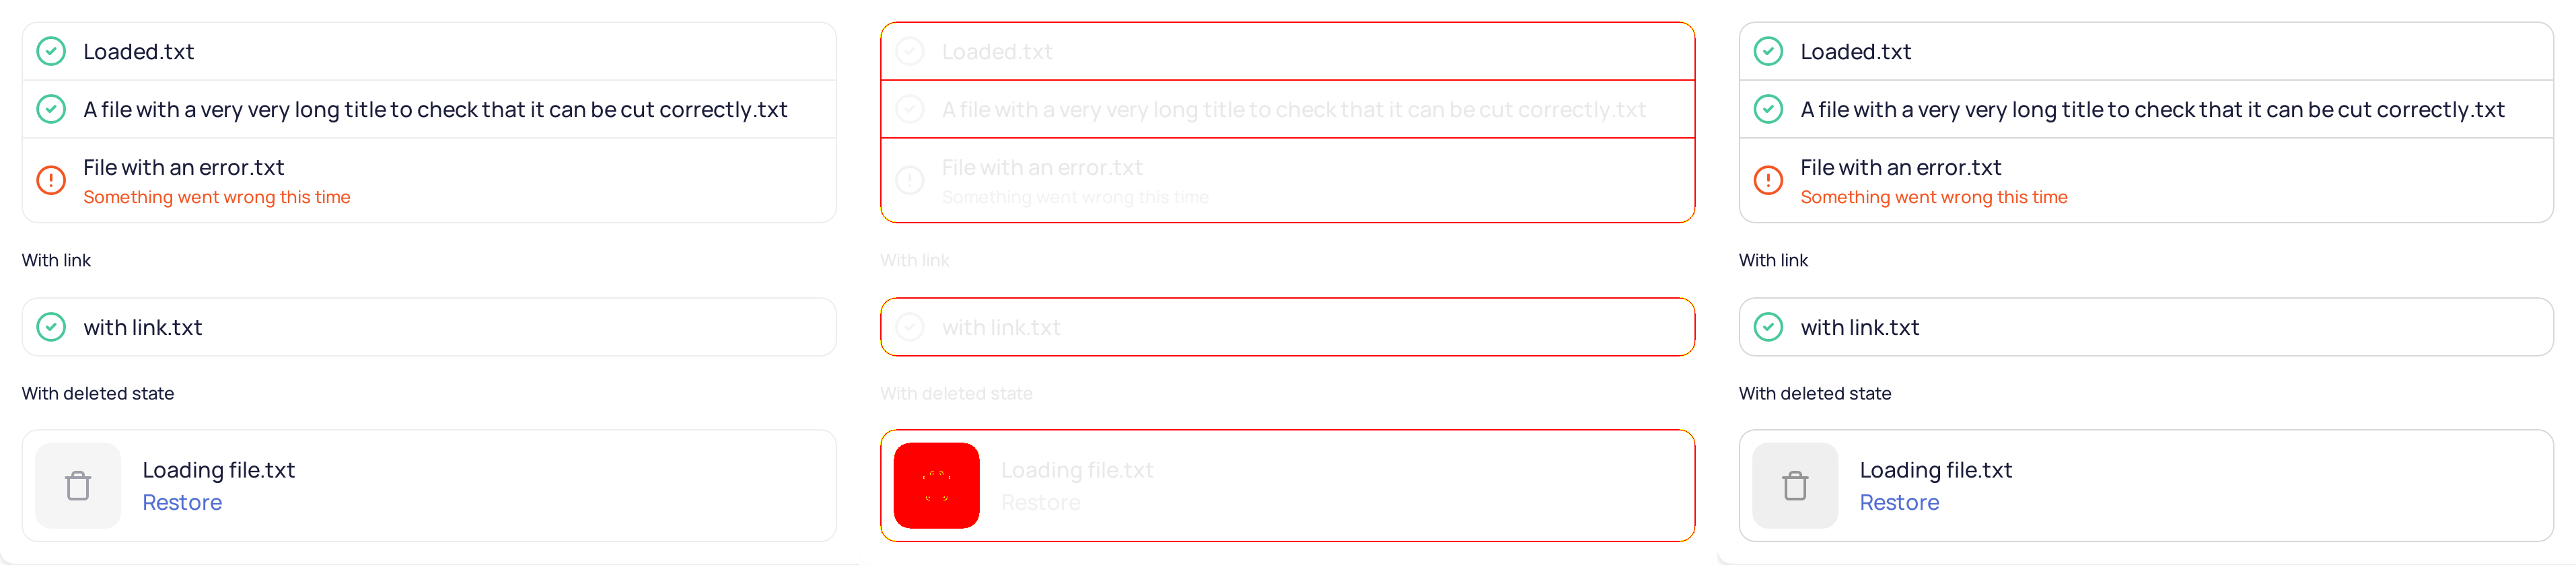 Loaded.txt
A file with a very very long title to check that it can be cut correctly.txt
File with an error.txt
Something went wrong this time
With link
with link.txt
With deleted state
Loading file.txt
Restore
Loaded.txt
A file with a very very long title to check that it can be cut correctly.txt
File with an error.txt
Something went wrong this time
With link
with link.txt
With deleted state
Loading file.txt
Restore
Loaded.txt
A file with a very very long title to check that it can be cut correctly.txt
File with an error.txt
Something went wrong this time
With link
with link.txt
With deleted state
Loading file.txt
Restore